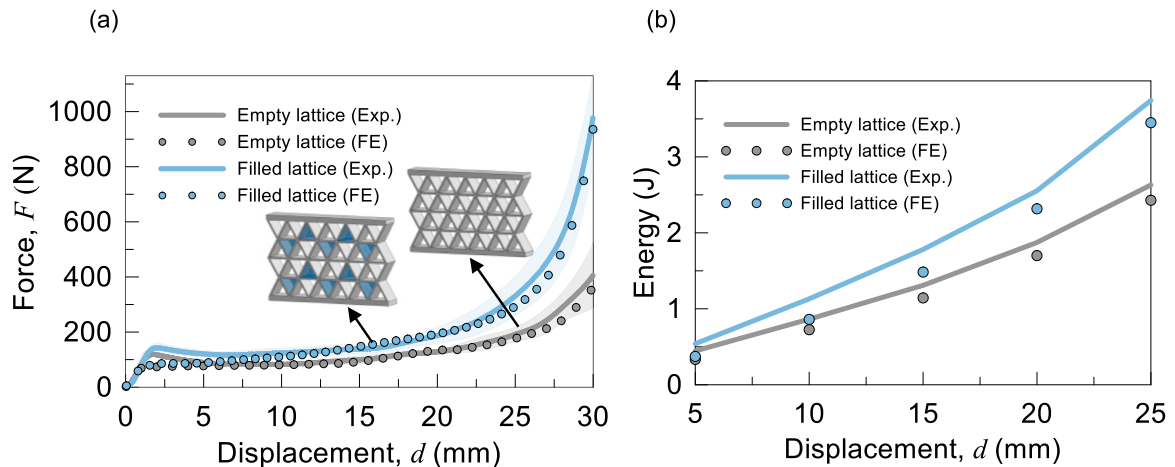 (a)
Force, F (N)
1000
800
600
400
200
0
Empty lattice (Exp.)
Empty lattice (FE)
Filled lattice (Exp.)
Filled lattice (FE)
0 5 10 15 20 25 30
Displacement, d (mm)
(b)
Energy (J)
4
3
2
1
0
Empty lattice (Exp.)
Empty lattice (FE)
Filled lattice (Exp.)
Filled lattice (FE)
5 10 15 20 25
Displacement, d (mm)